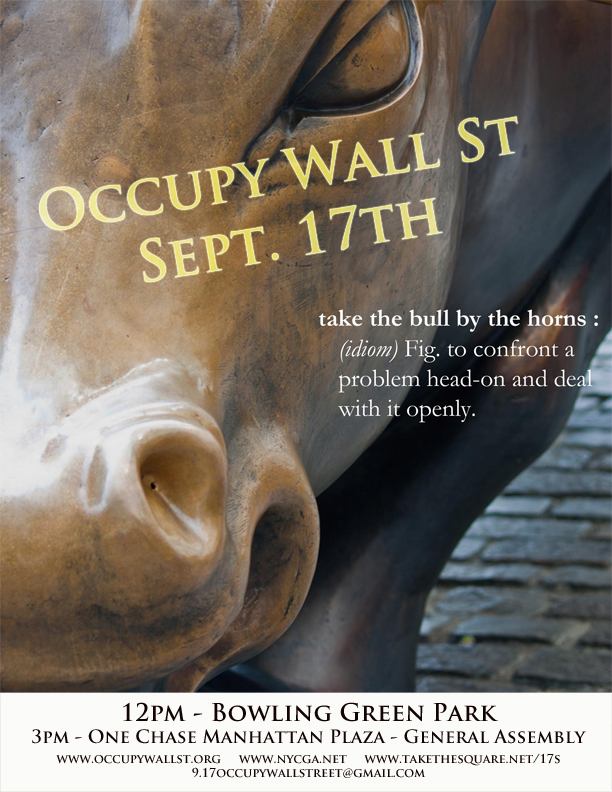 Occupy Wall St
Sept. 17th
take the bull by the horns :
(idiom) Fig. to confront a
problem head-on and deal
with it openly.
12pm - Bowling Green Park
3pm - One Chase Manhattan Plaza - General Assembly
www.occupywallst.org www.nycga.net www.takethesquare.net/17s
9.17occupywallstreet@gmail.com